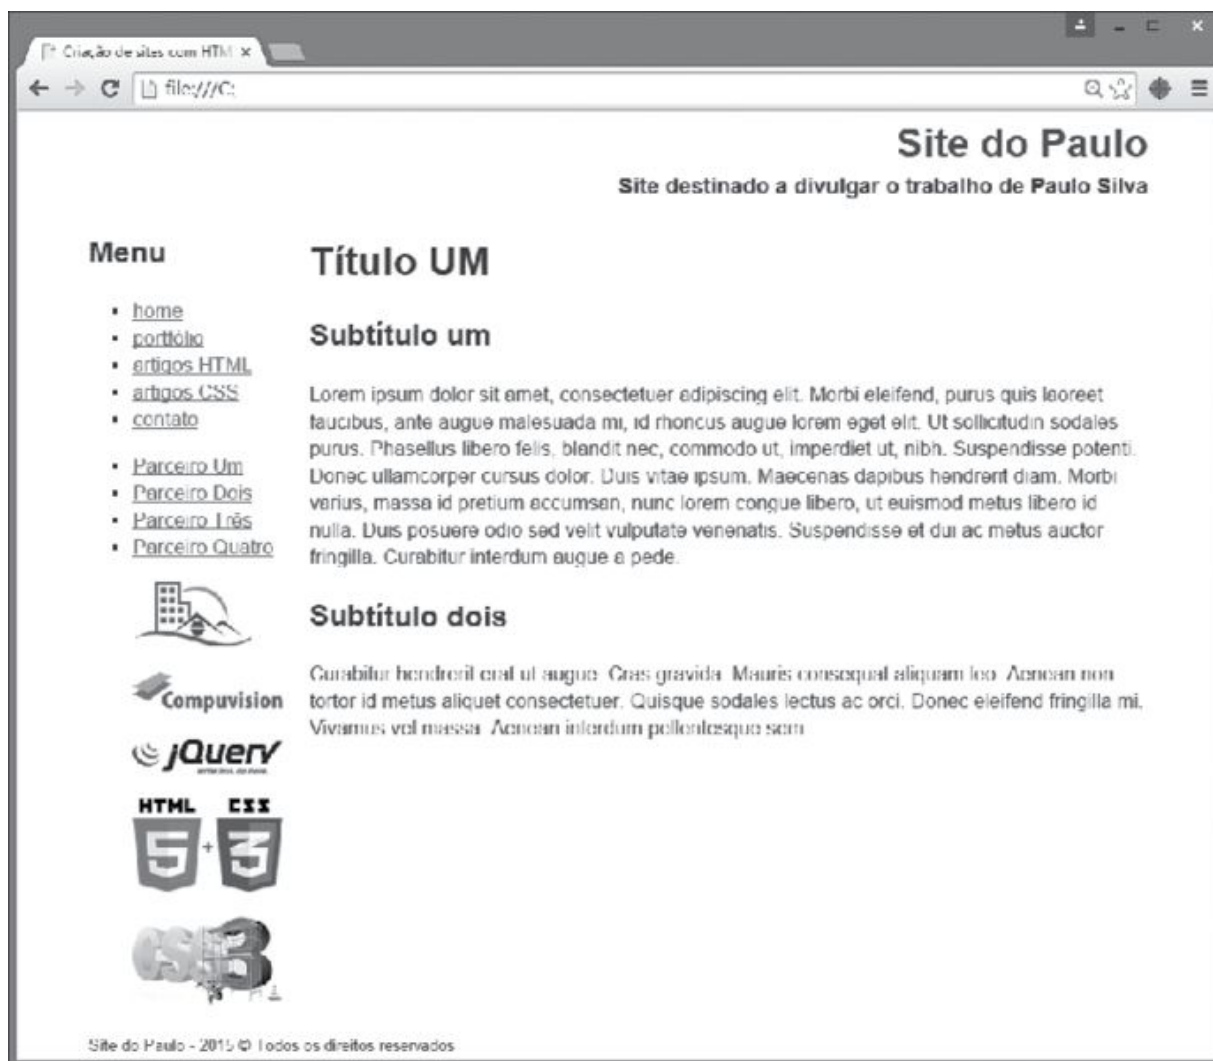 Criação de sites com HTM
file:///C:
Site do Paulo
Site destinado a divulgar o trabalho de Paulo Silva
Menu
home
portfólio
artigos HTML
artigos CSS
contato
Parceiro Um
Parceiro Dois
Parceiro Três
Parceiro Quatro
Compuvision
jQuery
HTML CSS
5 + 3
CSS
Site do Paulo - 2015 © Todos os direitos reservados
Título UM
Subtítulo um
Lorem ipsum dolor sit amet, consectetuer adipiscing elit. Morbi eleifend, purus quis laoreet
faucibus, ante augue malesuada mi, id rhoncus augue lorem eget elit. Ut sollicitudin sodales
purus. Phasellus libero felis, blandit nec, commodo ut, imperdiet ut, nibh. Suspendisse potenti.
Donec ullamcorper cursus dolor. Duis vitae ipsum. Maecenas dapibus hendrerit diam. Morbi
varius, massa id pretium accumsan, nunc lorem congue libero, ut euismod metus libero id
nulla. Duis posuere odio sed velit vulputate venenatis. Suspendisse et dui ac metus auctor
fringilla. Curabitur interdum augue a pede.
Subtítulo dois
Curabitur hendrerit erat ut augue. Cras gravida. Mauris consequat aliquam leo. Aenean non
tortor id metus aliquet consectetuer. Quisque sodales lectus ac orci. Donec eleifend fringilla mi.
Vivamus vel massa. Aenean interdum pellentesque sem.